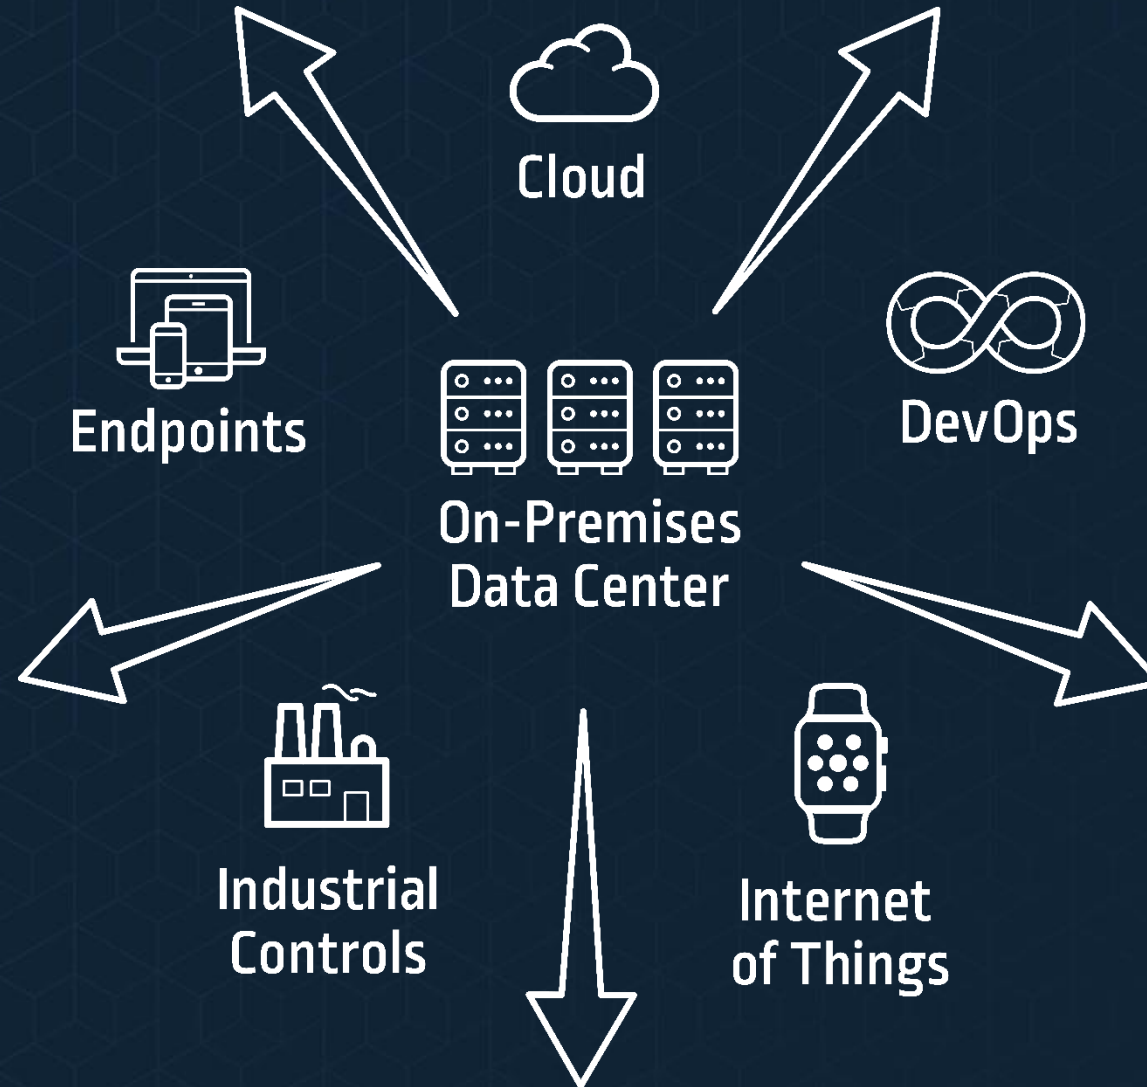 Cloud
Endpoints
DevOps
On-Premises
Data Center
Industrial
Controls
Internet
of Things